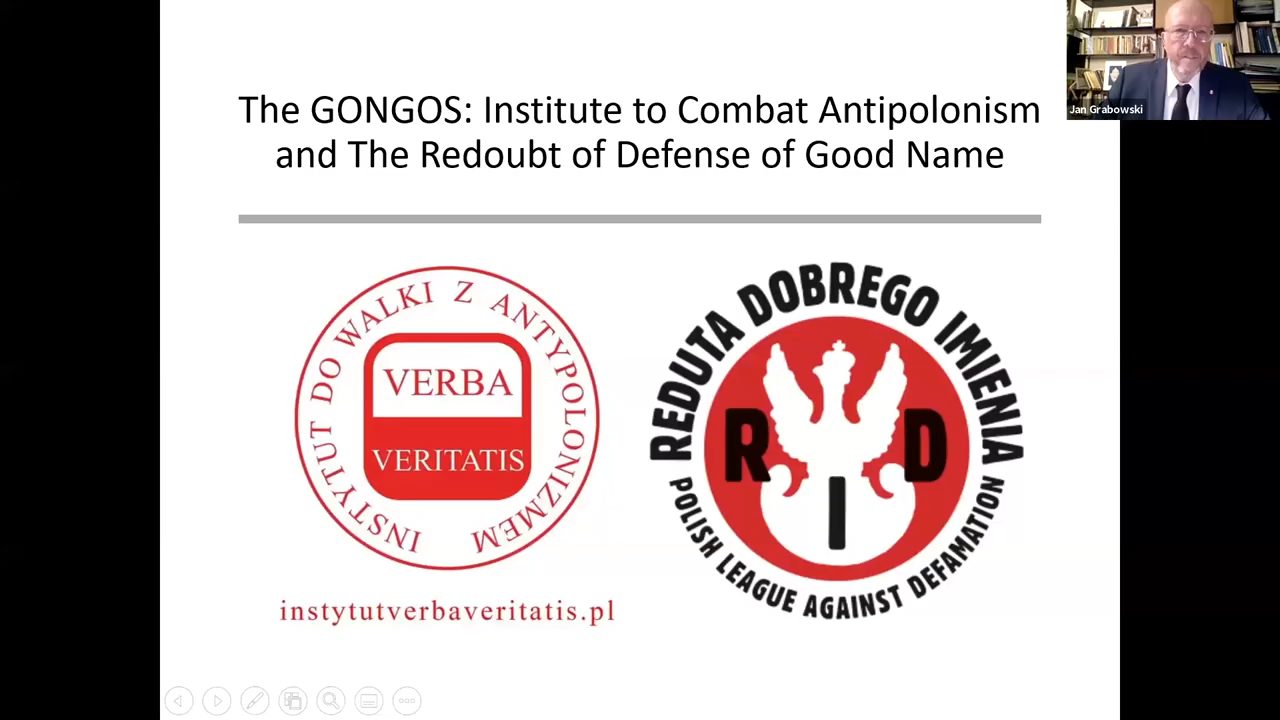 The GONGOS: Institute to Combat Antipolonism
and The Redoubt of Defense of Good Name
Jan Grabowski
INSTYTUT DO WALKI Z ANTYPOLONIZMEM
VERBA
VERITATIS
instytutverbaveritatis.pl
REDUTA DOBREGO IMIENIA
R D
I
POLISH LEAGUE AGAINST DEFAMATION